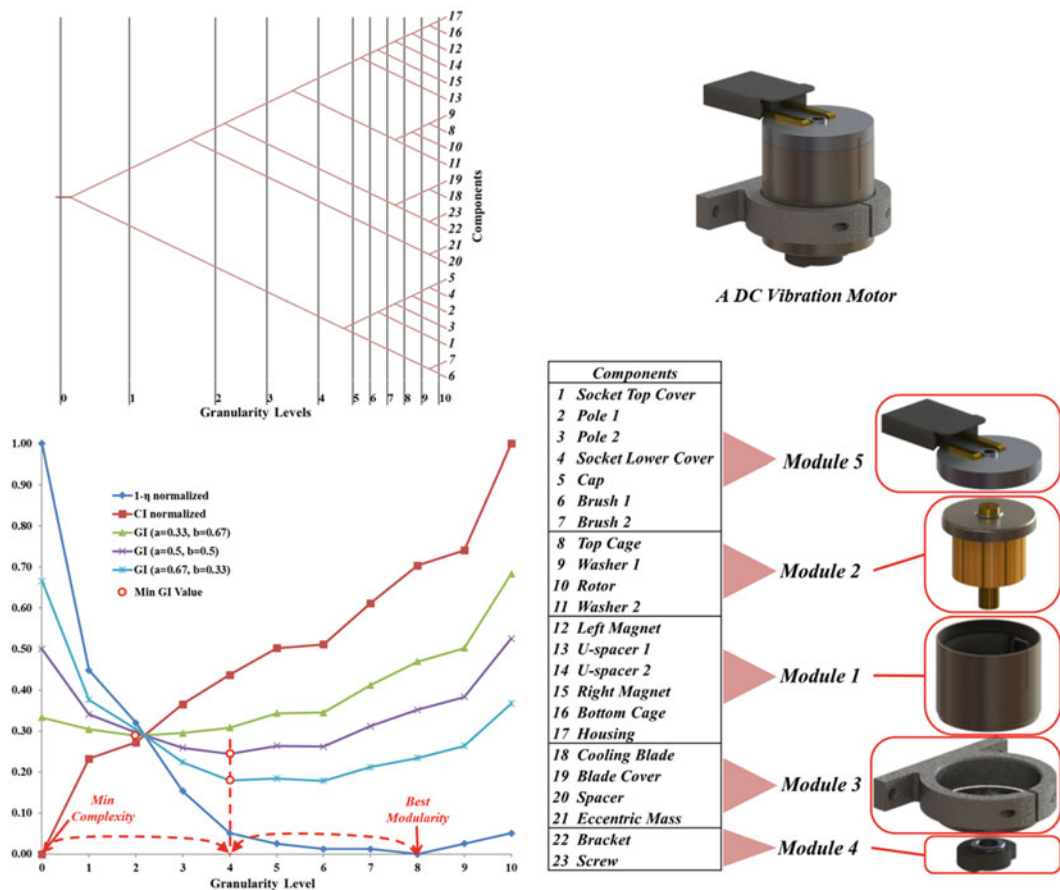 17
16
12
14
15
13
9
8
10
11
19
18
23
22
21
20
5
4
2
3
1
7
6
Components
0 1 2 3 4 5 6 7 8 9 10
Granularity Levels
A DC Vibration Motor
1.00
0.90
0.80
0.70
0.60
0.50
0.40
0.30
0.20
0.10
0.00
1-η normalized
CI normalized
GI (a=0.33, b=0.67)
GI (a=0.5, b=0.5)
GI (a=0.67, b=0.33)
Min GI Value
Min
Complexity
Best
Modularity
0 1 2 3 4 5 6 7 8 9 10
Granularity Level
Components
1 Socket Top Cover
2 Pole 1
3 Pole 2
4 Socket Lower Cover
5 Cap
6 Brush 1
7 Brush 2
8 Top Cage
9 Washer 1
10 Rotor
11 Washer 2
12 Left Magnet
13 U-spacer 1
14 U-spacer 2
15 Right Magnet
16 Bottom Cage
17 Housing
18 Cooling Blade
19 Blade Cover
20 Spacer
21 Eccentric Mass
22 Bracket
23 Screw
Module 5
Module 2
Module 1
Module 3
Module 4